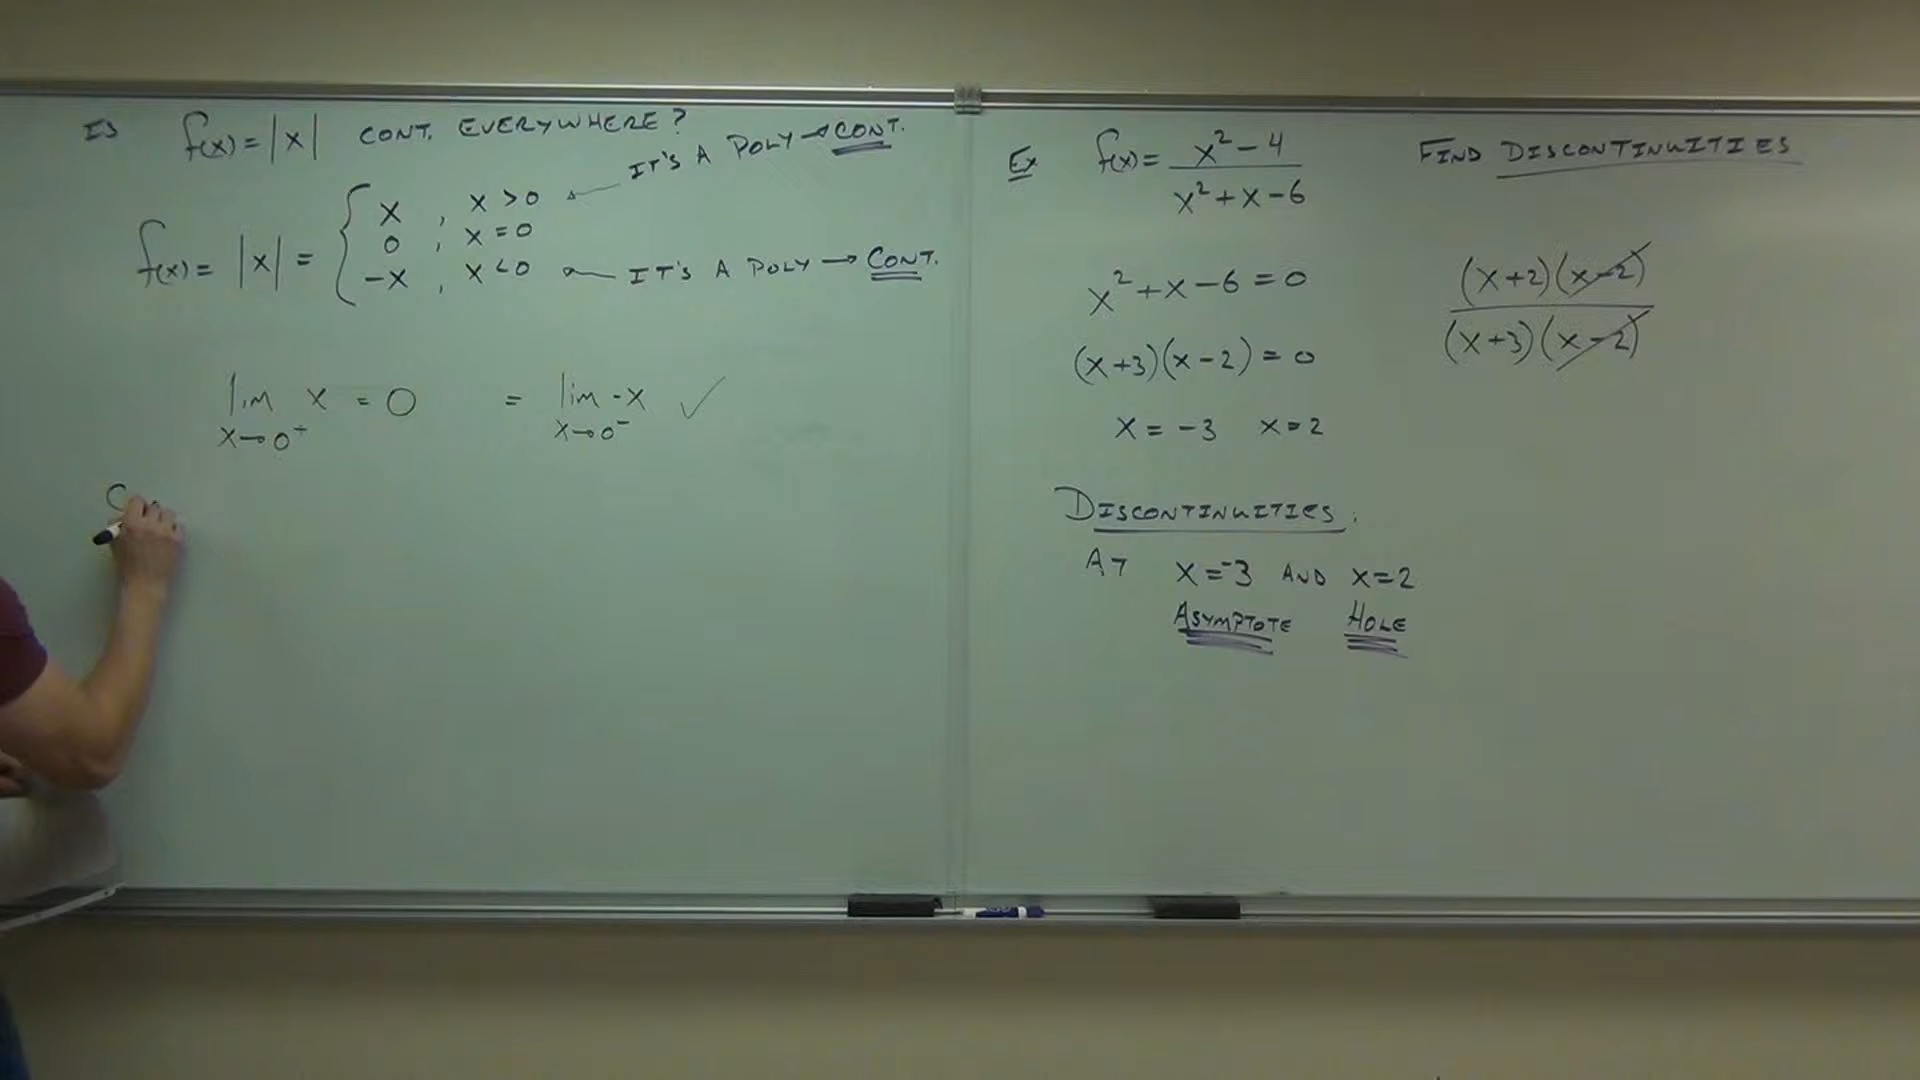 Is f(x) = |x| CONT. EVERYWHERE?
f(x) = |x| = { x , x > 0 ← IT'S A POLY → CONT.
0 , x = 0
-x , x < 0 ← IT'S A POLY → CONT.
lim x→0⁺ x = 0 = lim x→0⁻ -x ✓
Ex f(x) = (x² - 4) / (x² + x - 6) FIND DISCONTINUITIES
x² + x - 6 = 0
(x+3)(x-2) = 0
x = -3 x = 2
(x+2)(x-2)
(x+3)(x-2)
DISCONTINUITIES:
AT x = -3 AND x = 2
ASYMPTOTE HOLE